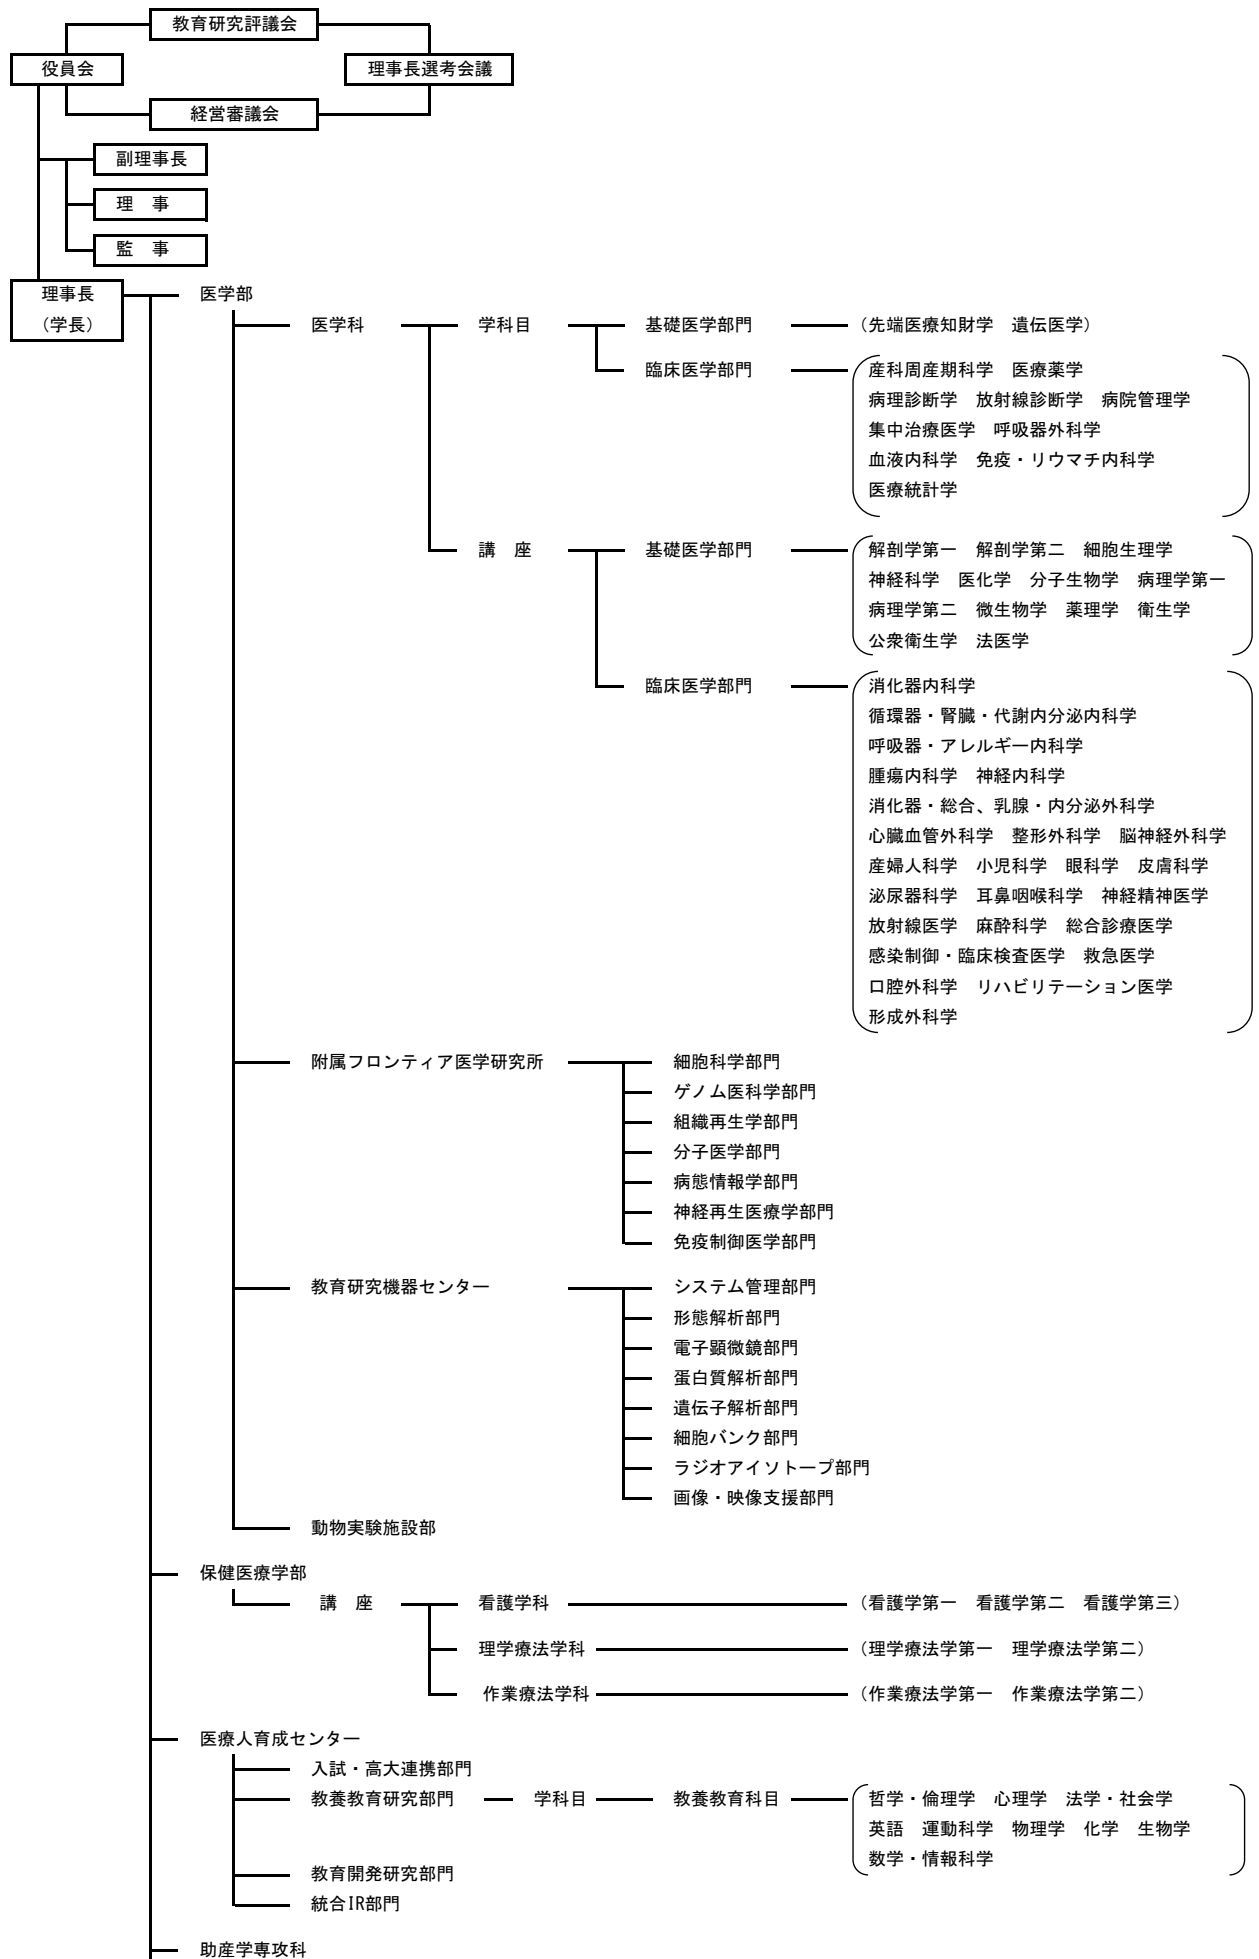 教育研究評議会
役員会　理事長選考会議
経営審議会
副理事長
理　事
監　事
理事長　医学部
（学長）　医学科　学科目　基礎医学部門　（先端医療知財学　遺伝医学）
臨床医学部門　産科周産期科学　医療薬学
病理診断学　放射線診断学　病院管理学
集中治療医学　呼吸器外科学
血液内科学　免疫・リウマチ内科学
医療統計学
講　座　基礎医学部門　解剖学第一　解剖学第二　細胞生理学
神経科学　医化学　分子生物学　病理学第一
病理学第二　微生物学　薬理学　衛生学
公衆衛生学　法医学
臨床医学部門　消化器内科学
循環器・腎臓・代謝内分泌内科学
呼吸器・アレルギー内科学
腫瘍内科学　神経内科学
消化器・総合、乳腺・内分泌外科学
心臓血管外科学　整形外科学　脳神経外科学
産婦人科学　小児科学　眼科学　皮膚科学
泌尿器科学　耳鼻咽喉科学　神経精神医学
放射線医学　麻酔科学　総合診療医学
感染制御・臨床検査医学　救急医学
口腔外科学　リハビリテーション医学
形成外科学
附属フロンティア医学研究所　細胞科学部門
ゲノム医科学部門
組織再生学部門
分子医学部門
病態情報学部門
神経再生医療学部門
免疫制御医学部門
教育研究機器センター　システム管理部門
形態解析部門
電子顕微鏡部門
蛋白質解析部門
遺伝子解析部門
細胞バンク部門
ラジオアイソトープ部門
画像・映像支援部門
動物実験施設部
保健医療学部
講　座　看護学科　（看護学第一　看護学第二　看護学第三）
理学療法学科　（理学療法学第一　理学療法学第二）
作業療法学科　（作業療法学第一　作業療法学第二）
医療人育成センター
入試・高大連携部門
教養教育研究部門　学科目　教養教育科目　哲学・倫理学　心理学　法学・社会学
英語　運動科学　物理学　化学　生物学
数学・情報科学
教育開発研究部門
統合IR部門
助産学専攻科